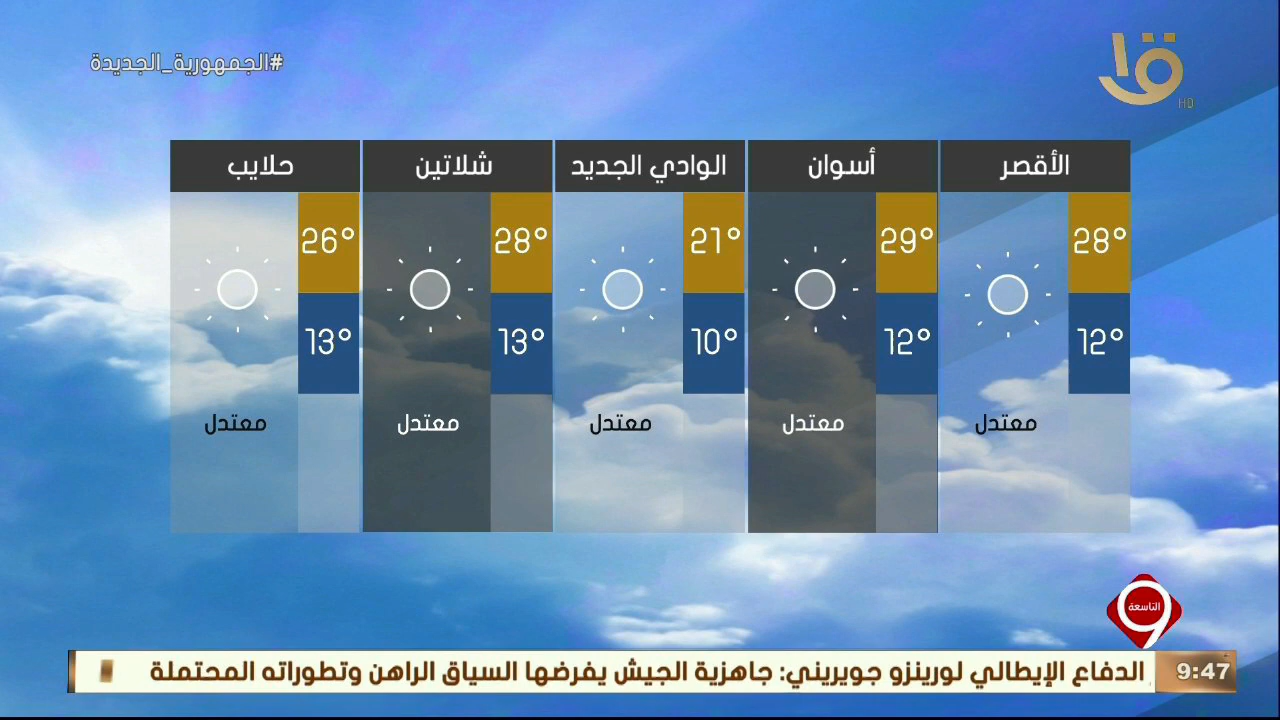 #الجمهورية_الجديدة
HD
الأقصر
28°
12°
معتدل
أسوان
29°
12°
معتدل
الوادي الجديد
21°
10°
معتدل
شلاتين
28°
13°
معتدل
حلايب
26°
13°
معتدل
التاسعة
9
9:47
الدفاع الإيطالي لورينزو جويريني: جاهزية الجيش يفرضها السياق الراهن وتطوراته المحتملة